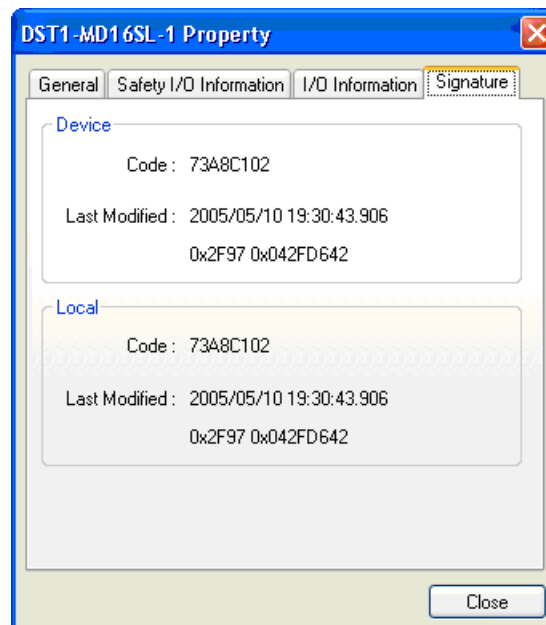 DST1-MD16SL-1 Property
General Safety I/O Information I/O Information Signature
Device
Code : 73A8C102
Last Modified : 2005/05/10 19:30:43.906
0x2F97 0x042FD642
Local
Code : 73A8C102
Last Modified : 2005/05/10 19:30:43.906
0x2F97 0x042FD642
Close